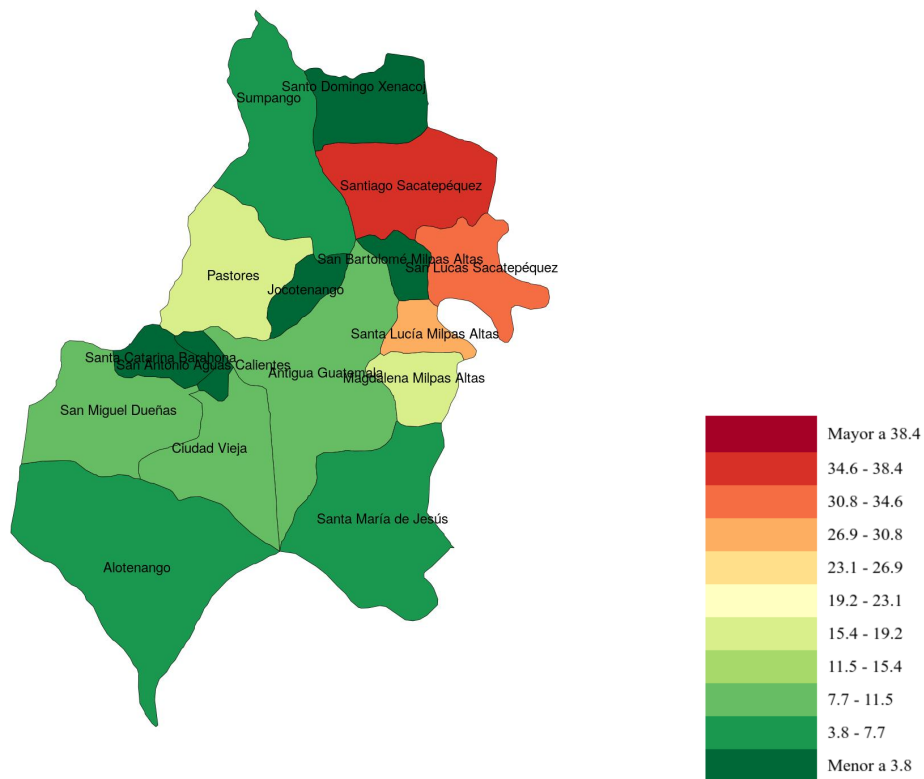 Santo Domingo Xenacoj
Sumpango
Santiago Sacatepéquez
San Bartolomé Milpas Altas
San Lucas Sacatepéquez
Pastores
Jocotenango
Santa Lucía Milpas Altas
Santa Catarina Barahona
San Antonio Aguas Calientes
Antigua Guatemala
Magdalena Milpas Altas
San Miguel Dueñas
Ciudad Vieja
Santa María de Jesús
Alotenango
Mayor a 38.4
34.6 - 38.4
30.8 - 34.6
26.9 - 30.8
23.1 - 26.9
19.2 - 23.1
15.4 - 19.2
11.5 - 15.4
7.7 - 11.5
3.8 - 7.7
Menor a 3.8